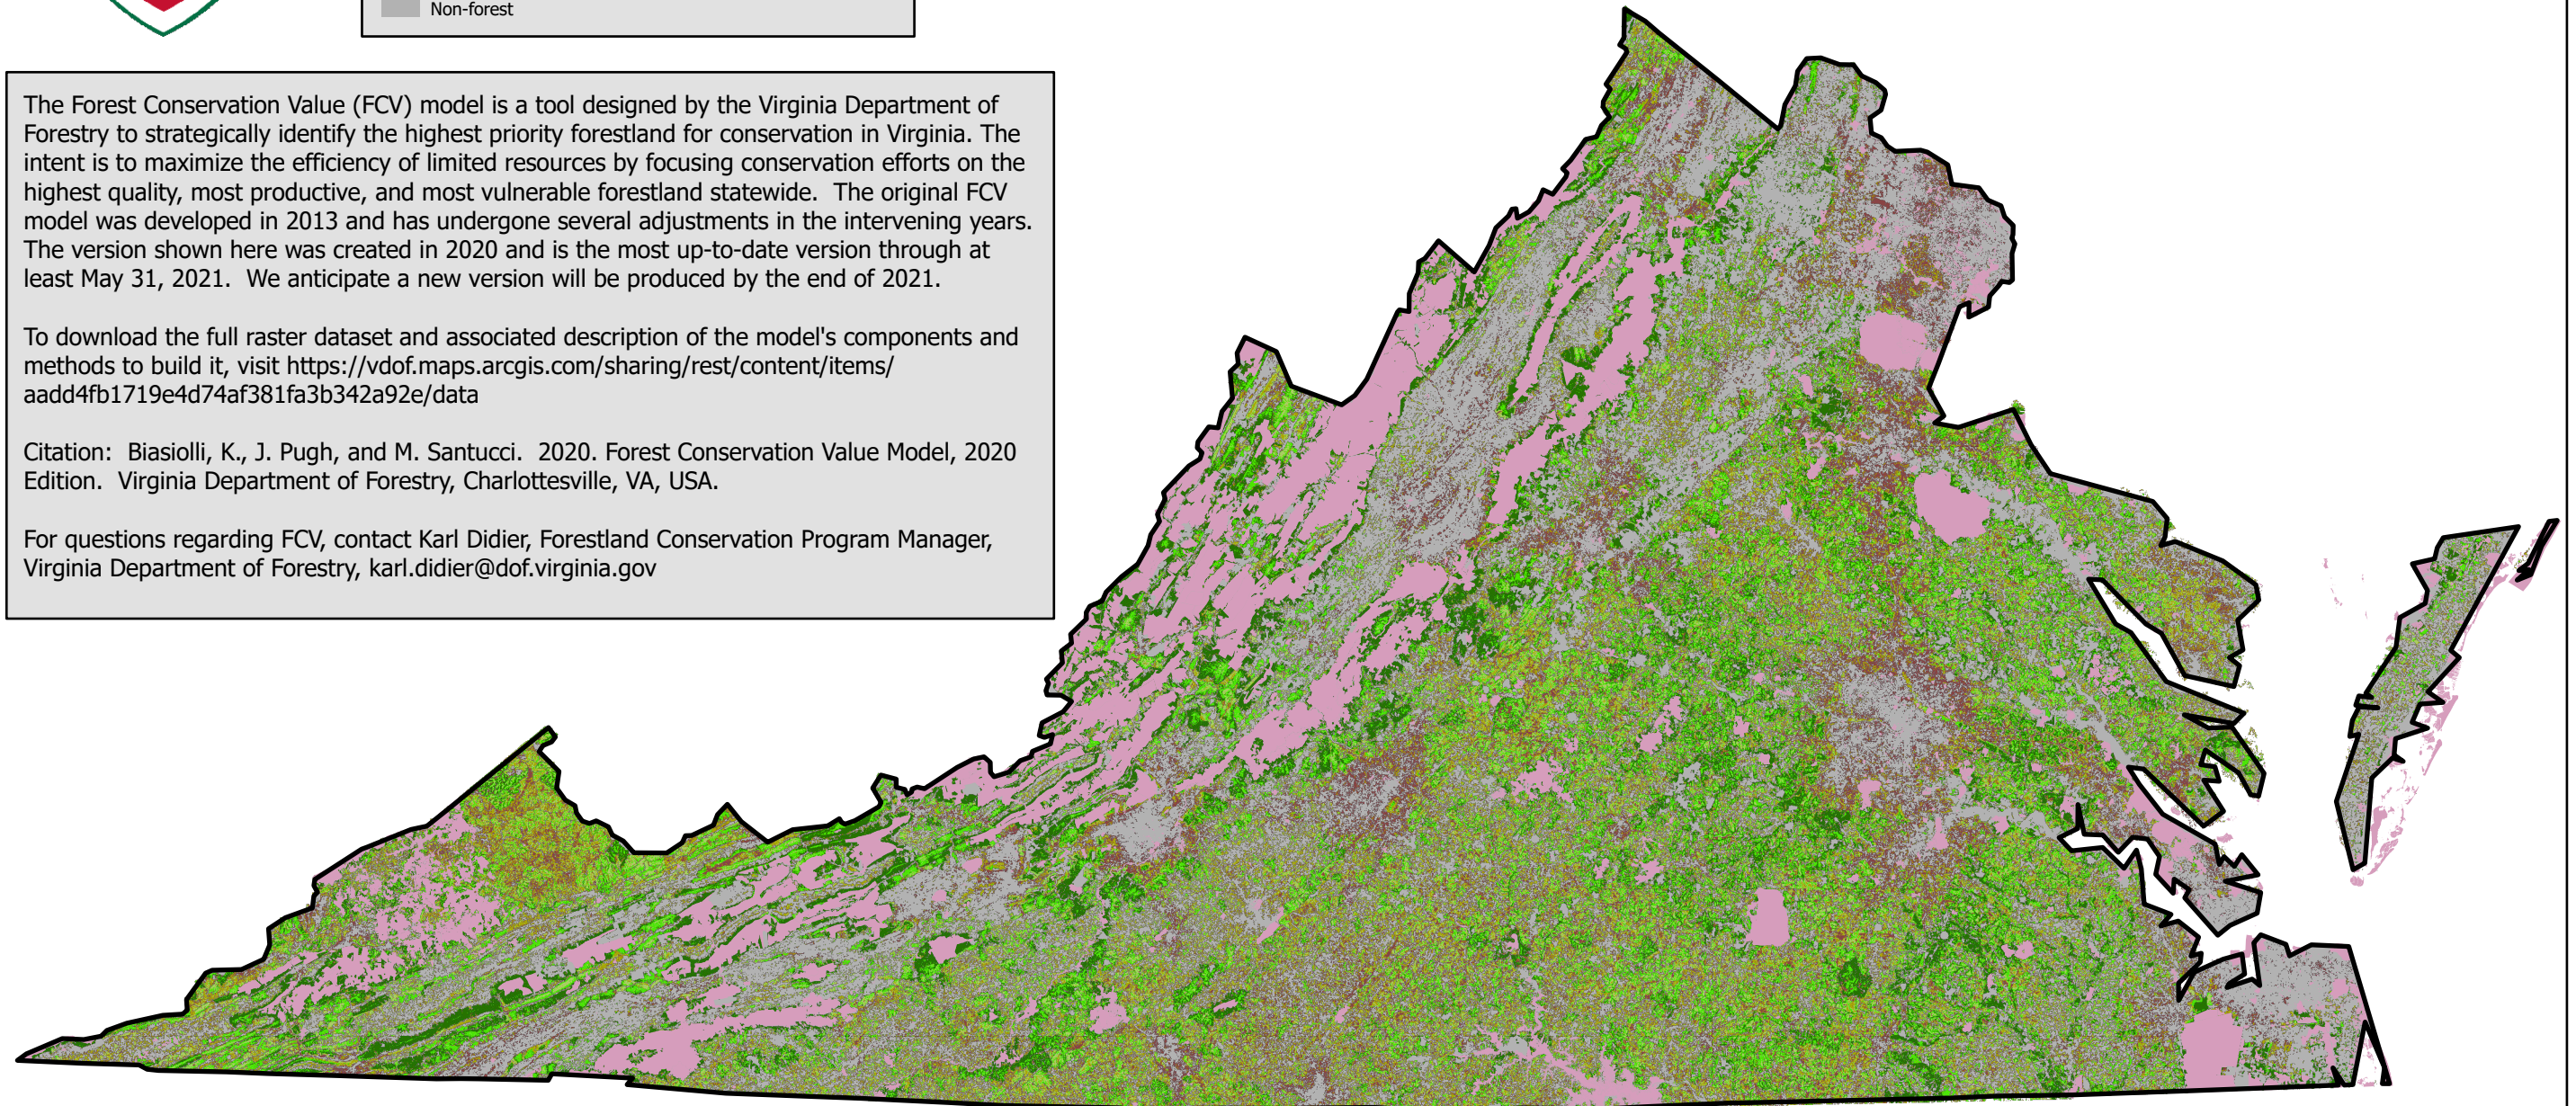 Non-forest
The Forest Conservation Value (FCV) model is a tool designed by the Virginia Department of
Forestry to strategically identify the highest priority forestland for conservation in Virginia. The
intent is to maximize the efficiency of limited resources by focusing conservation efforts on the
highest quality, most productive, and most vulnerable forestland statewide.  The original FCV
model was developed in 2013 and has undergone several adjustments in the intervening years.
The version shown here was created in 2020 and is the most up-to-date version through at
least May 31, 2021.  We anticipate a new version will be produced by the end of 2021.
To download the full raster dataset and associated description of the model's components and
methods to build it, visit https://vdof.maps.arcgis.com/sharing/rest/content/items/
aadd4fb1719e4d74af381fa3b342a92e/data
Citation:  Biasiolli, K., J. Pugh, and M. Santucci.  2020. Forest Conservation Value Model, 2020
Edition.  Virginia Department of Forestry, Charlottesville, VA, USA.
For questions regarding FCV, contact Karl Didier, Forestland Conservation Program Manager,
Virginia Department of Forestry, karl.didier@dof.virginia.gov